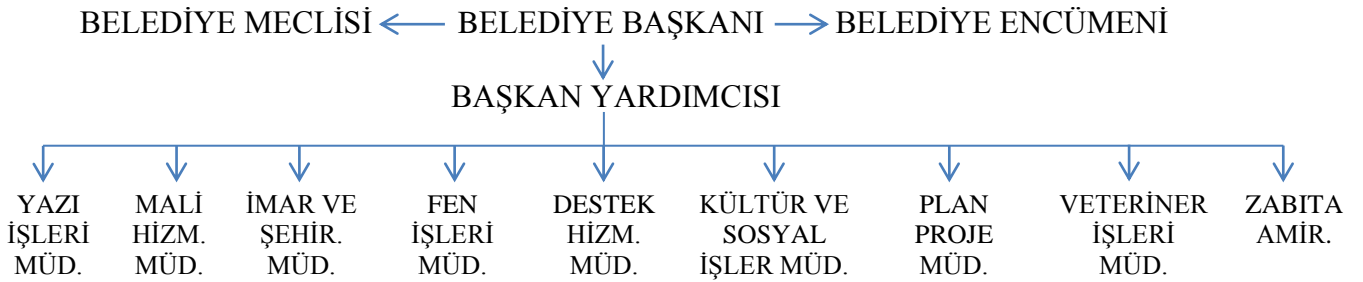 BELEDİYE MECLİSİ BELEDİYE BAŞKANI BELEDİYE ENCÜMENİ
BAŞKAN YARDIMCISI
YAZI
İŞLERİ
MÜD.
MALİ
HİZM.
MÜD.
İMAR VE
ŞEHİR.
MÜD.
FEN
İŞLERİ
MÜD.
DESTEK
HİZM.
MÜD.
KÜLTÜR VE
SOSYAL
İŞLER MÜD.
PLAN
PROJE
MÜD.
VETERİNER
İŞLERİ
MÜD.
ZABITA
AMİR.